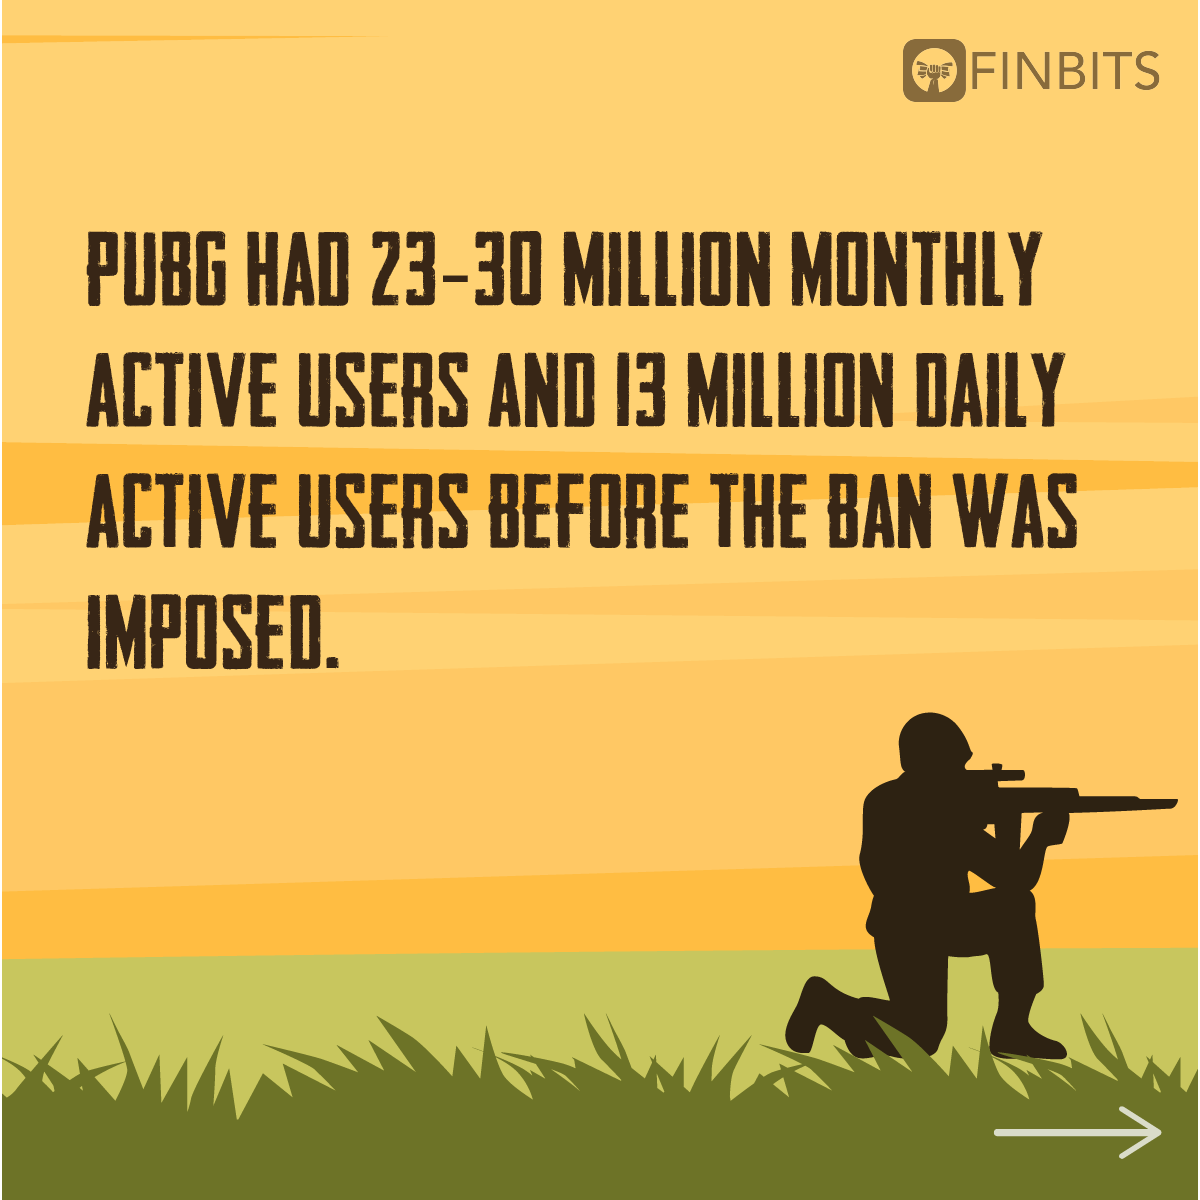 FINBITS
PUBG HAD 23-30 MILLION MONTHLY
ACTIVE USERS AND 13 MILLION DAILY
ACTIVE USERS BEFORE THE BAN WAS
IMPOSED.